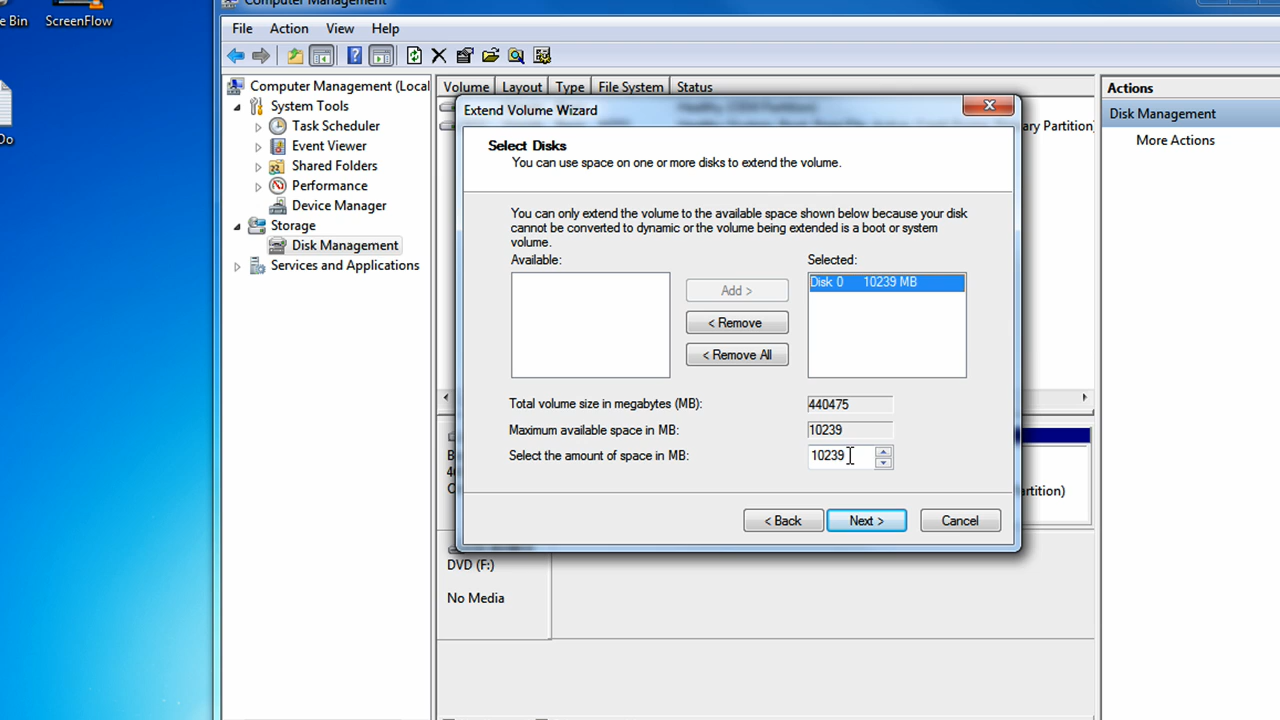 Computer Management
e Bin
ScreenFlow
File Action View Help
Do
Computer Management (Local
System Tools
Task Scheduler
Event Viewer
Shared Folders
Performance
Device Manager
Storage
Disk Management
Services and Applications
Volume Layout Type File System Status
Extend Volume Wizard
Select Disks
You can use space on one or more disks to extend the volume.
You can only extend the volume to the available space shown below because your disk
cannot be converted to dynamic or the volume being extended is a boot or system
volume.
Available:
Selected:
Disk 0 10239 MB
Add >
< Remove
< Remove All
Total volume size in megabytes (MB): 440475
Maximum available space in MB: 10239
Select the amount of space in MB: 10239
< Back Next > Cancel
ary Partition)
artition)
DVD (F:)
No Media
Actions
Disk Management
More Actions